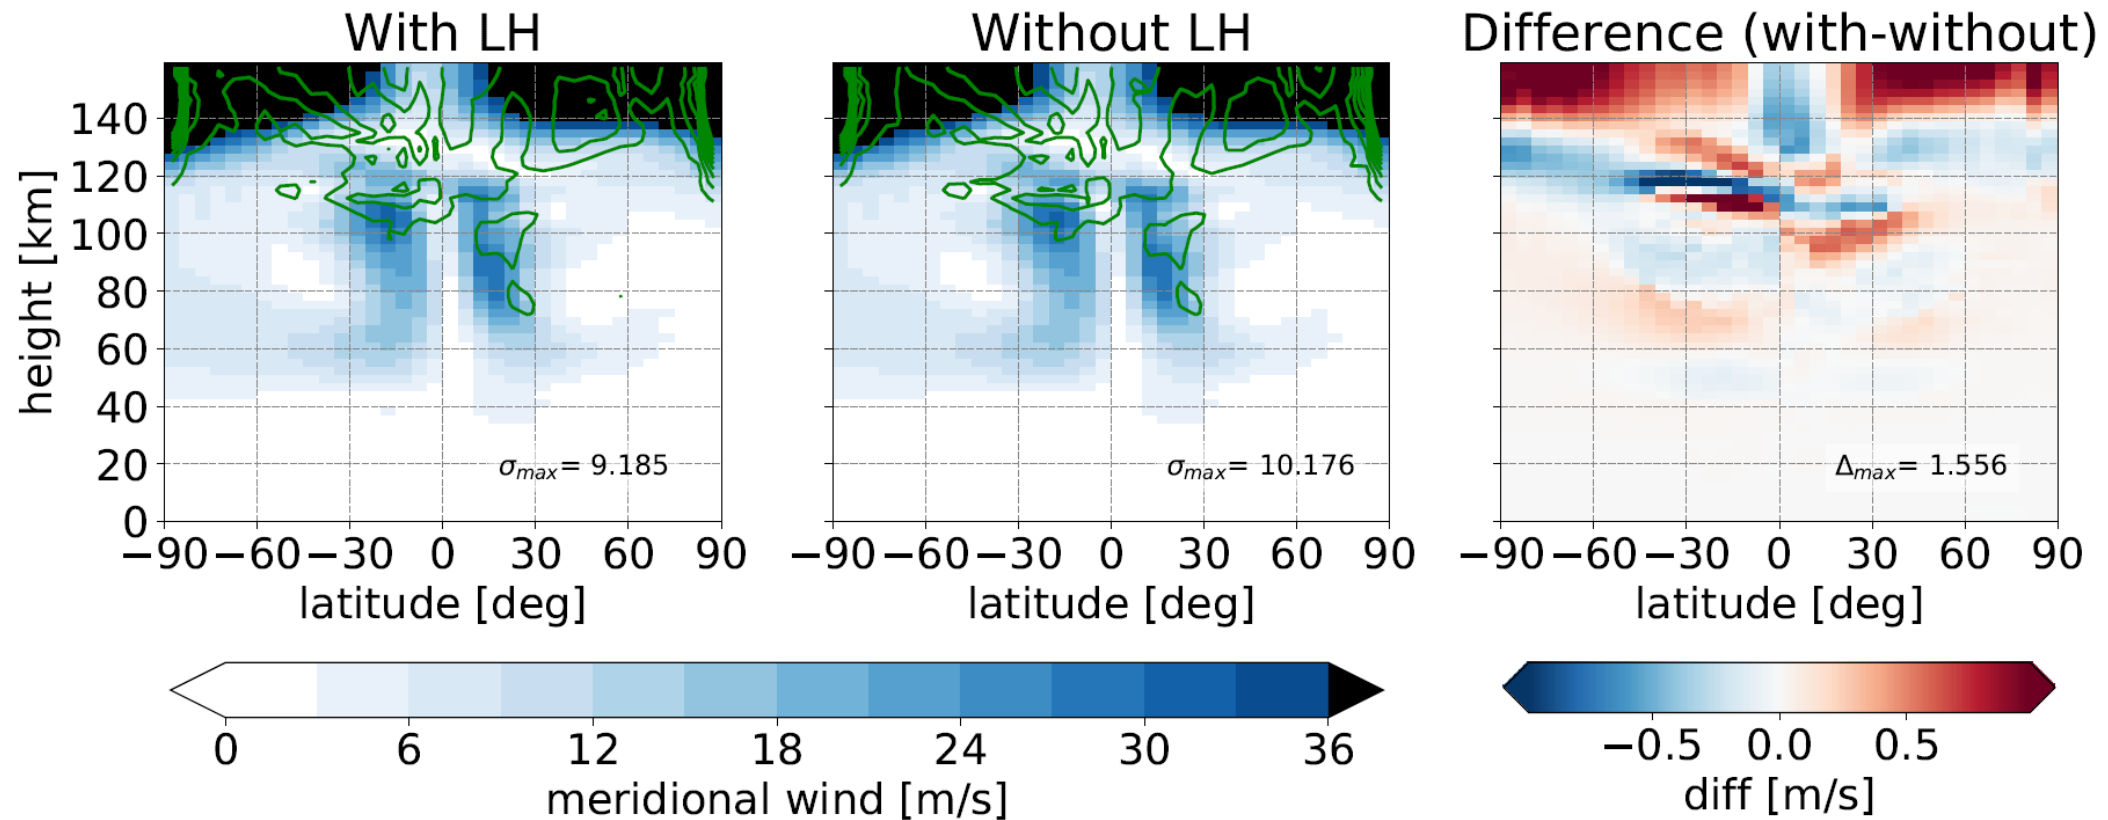 With LH
Without LH
Difference (with-without)
height [km]
140
120
100
80
60
40
20
0
σmax= 9.185
σmax= 10.176
Δmax= 1.556
−90 −60 −30 0 30 60 90
−90 −60 −30 0 30 60 90
−90 −60 −30 0 30 60 90
latitude [deg]
latitude [deg]
latitude [deg]
0 6 12 18 24 30 36
meridional wind [m/s]
−0.5 0.0 0.5
diff [m/s]